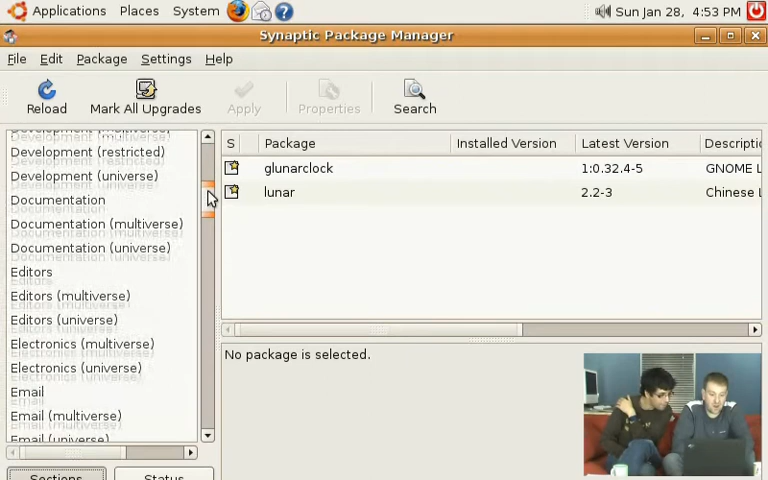 Applications Places System Sun Jan 28, 4:53 PM
Synaptic Package Manager
File Edit Package Settings Help
Reload Mark All Upgrades Apply Properties Search
Development (multiverse)
Development (restricted)
Development (universe)
Documentation
Documentation (multiverse)
Documentation (universe)
Editors
Editors (multiverse)
Editors (universe)
Electronics (multiverse)
Electronics (universe)
Email
Email (multiverse)
Email (universe)
Sections Status
S Package Installed Version Latest Version Descripti
glunarclock 1:0.32.4-5 GNOME L
lunar 2.2-3 Chinese L
No package is selected.